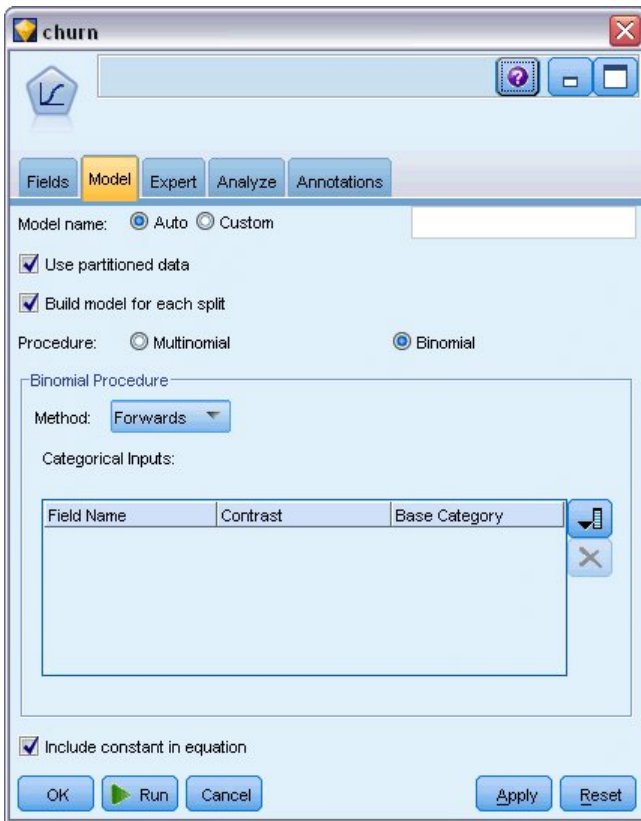 churn
?
Fields Model Expert Analyze Annotations
Model name: Auto Custom
Use partitioned data
Build model for each split
Procedure: Multinomial Binomial
Binomial Procedure
Method: Forwards
Categorical Inputs:
Field Name Contrast Base Category
Include constant in equation
OK Run Cancel Apply Reset